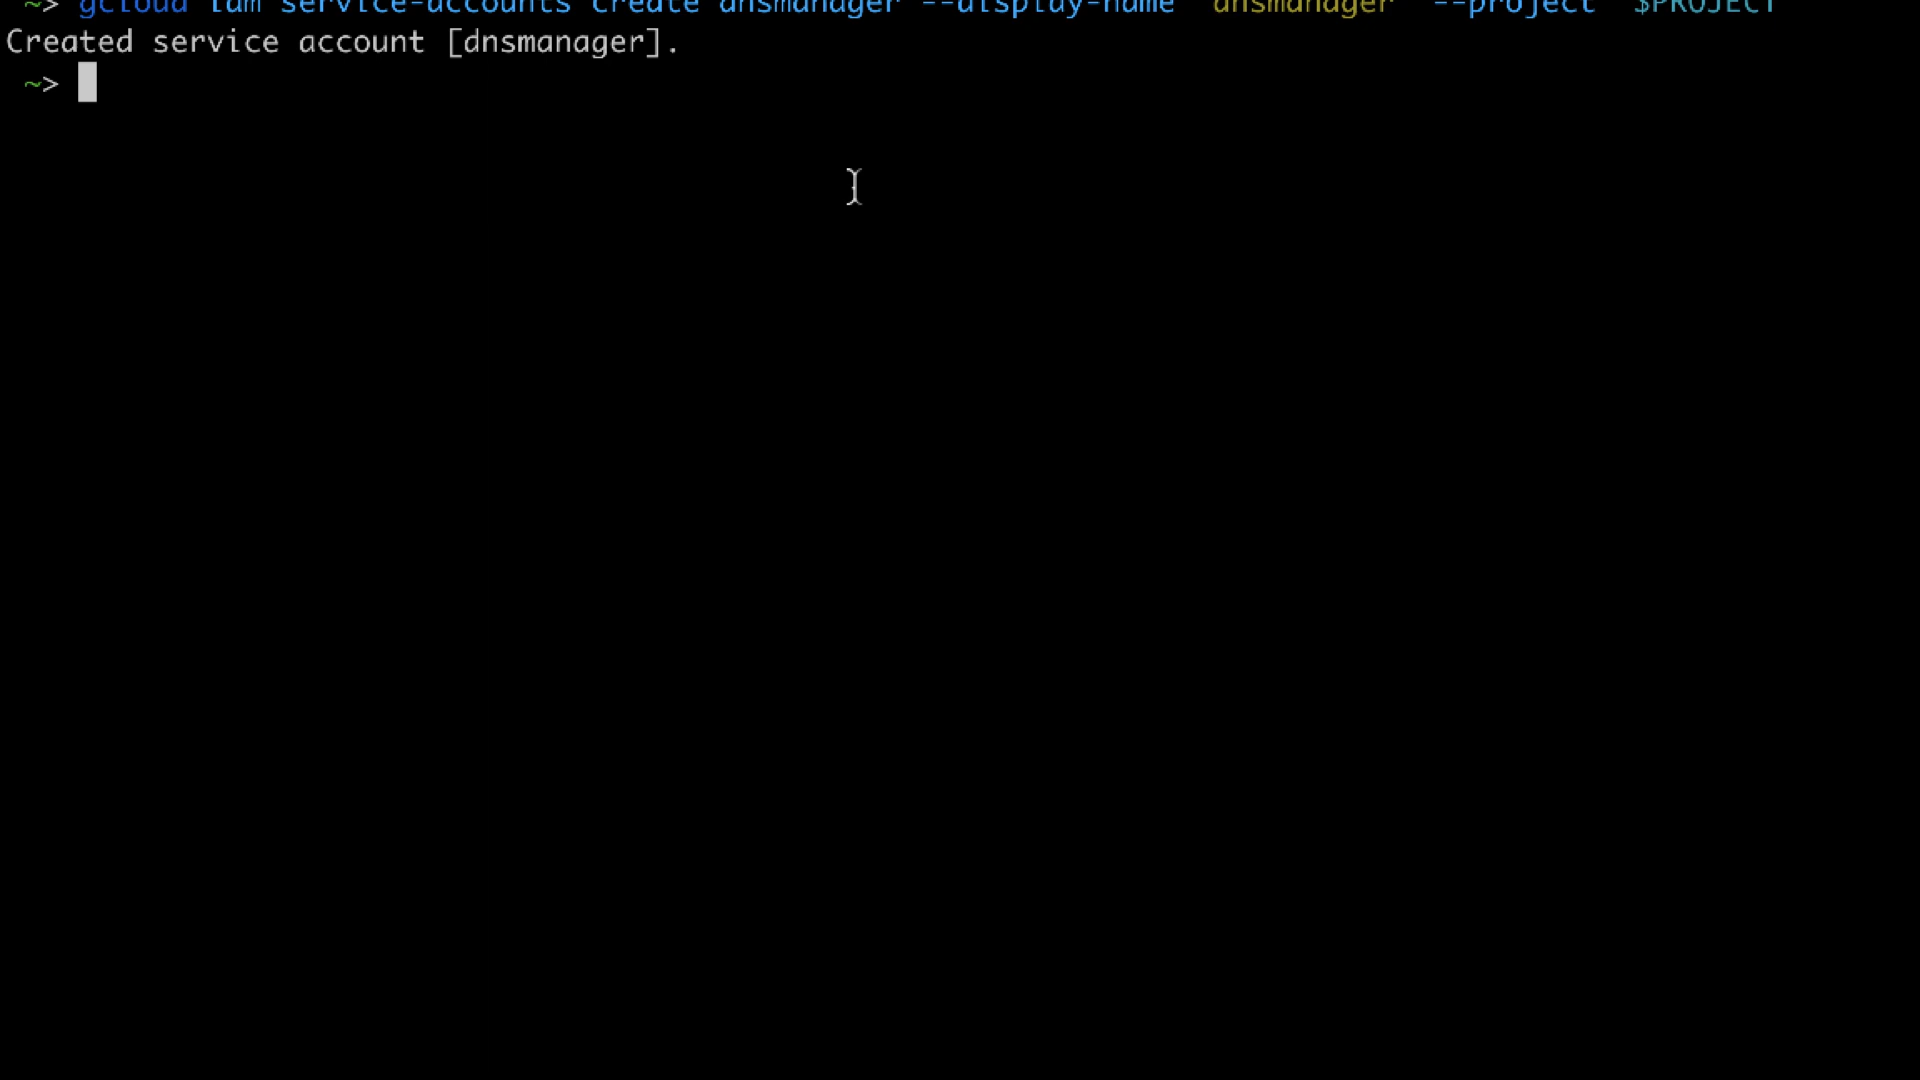 ~> gcloud iam service-accounts create dnsmanager --display-name "dnsmanager" --project "$PROJECT"
Created service account [dnsmanager].
~>